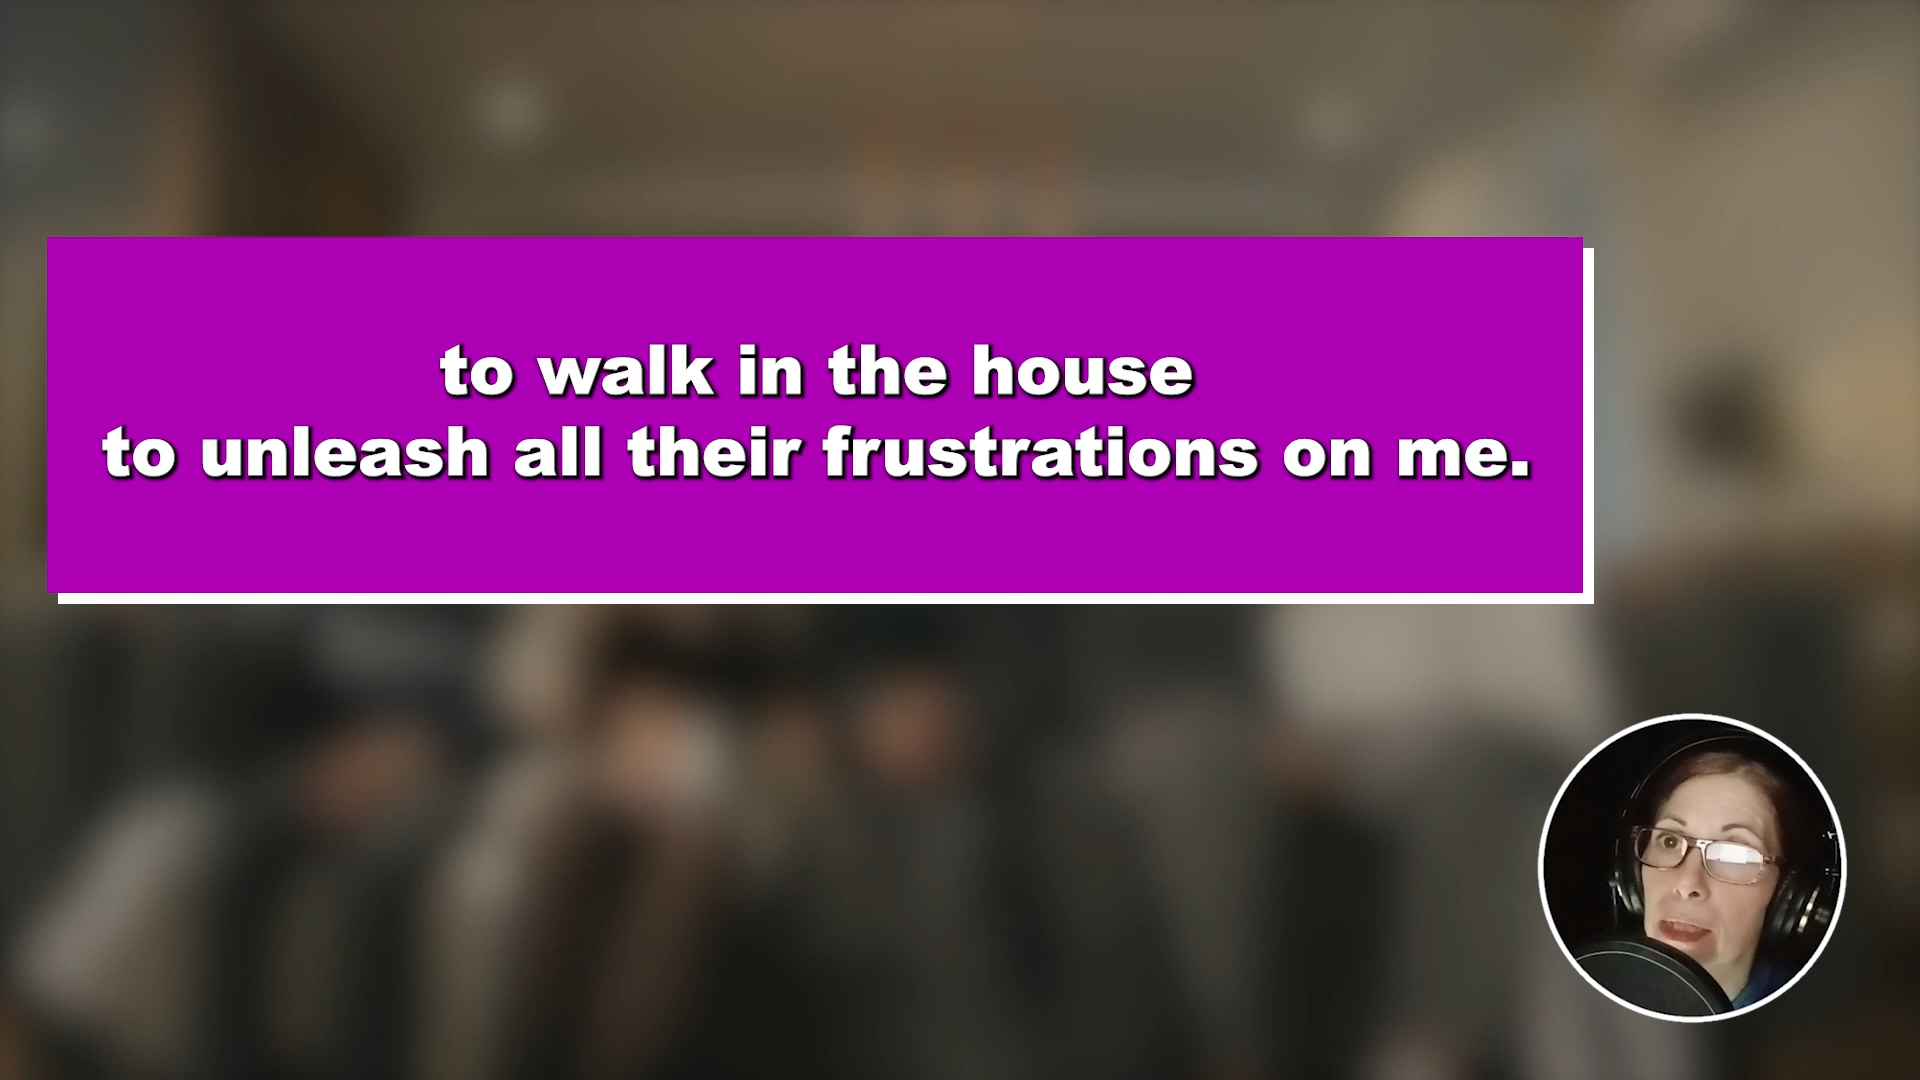 to walk in the house
to unleash all their frustrations on me.